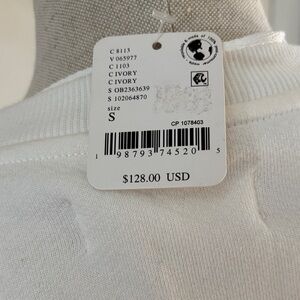 C 8113
V 065977
C 1103
C IVORY
C IVORY
S OB2363639
S 102064870
size
S
CP 1078403
1 98793 74520 5
$128.00 USD